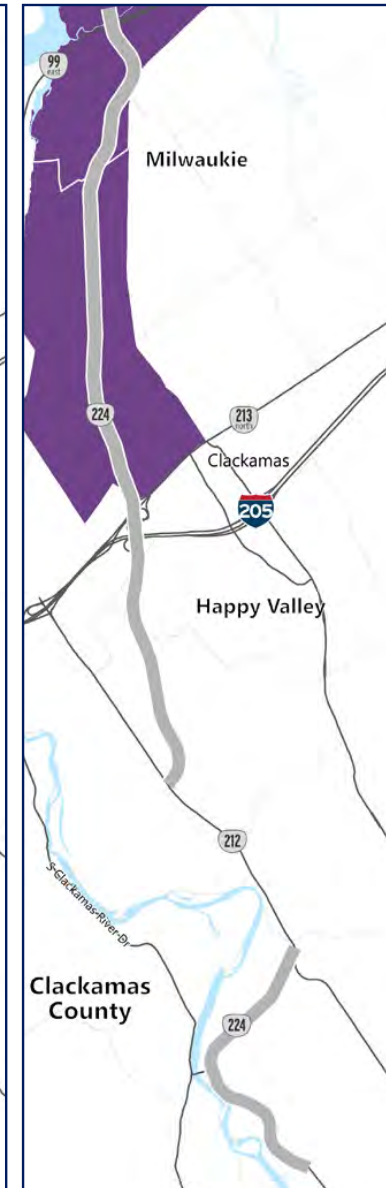 99
east
Milwaukie
224
213
north
Clackamas
205
Happy Valley
212
S-Clackamas-River-Dr
Clackamas
County
224